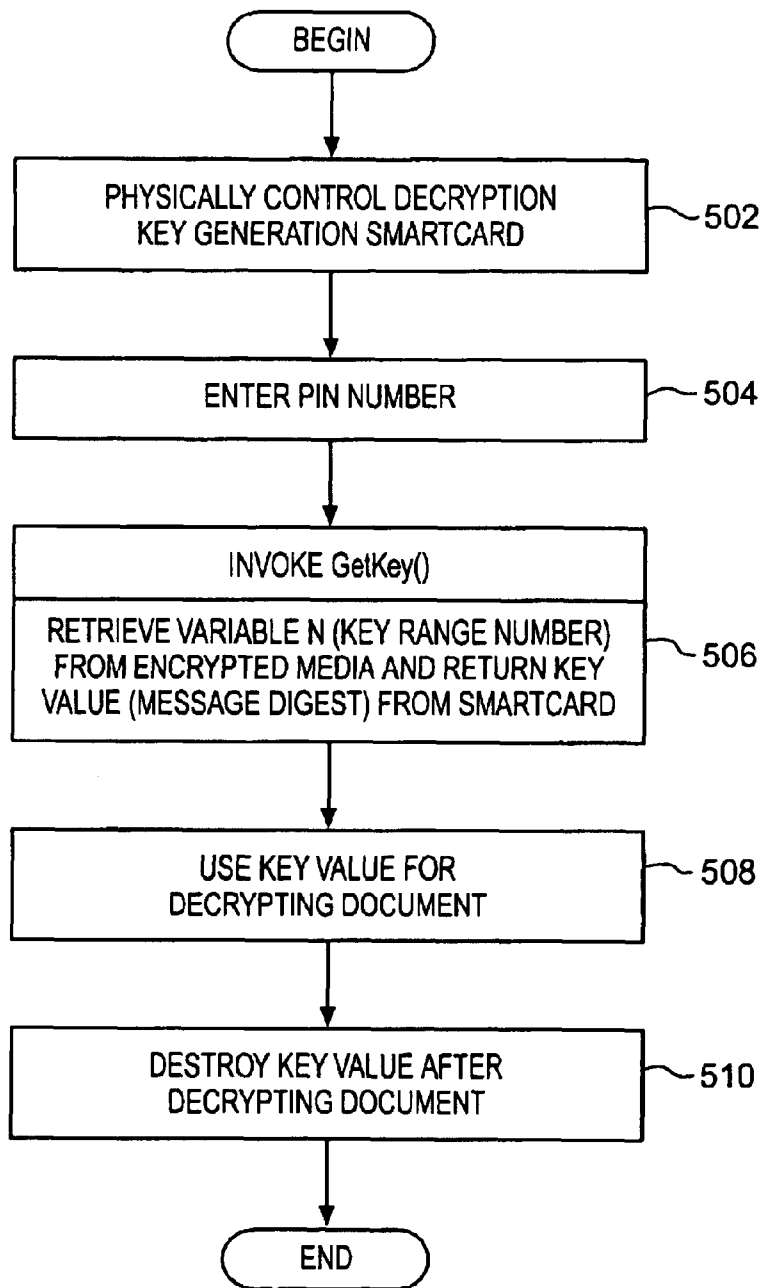 BEGIN
PHYSICALLY CONTROL DECRYPTION
KEY GENERATION SMARTCARD
502
ENTER PIN NUMBER
504
INVOKE GetKey()
RETRIEVE VARIABLE N (KEY RANGE NUMBER)
FROM ENCRYPTED MEDIA AND RETURN KEY
VALUE (MESSAGE DIGEST) FROM SMARTCARD
506
USE KEY VALUE FOR
DECRYPTING DOCUMENT
508
DESTROY KEY VALUE AFTER
DECRYPTING DOCUMENT
510
END